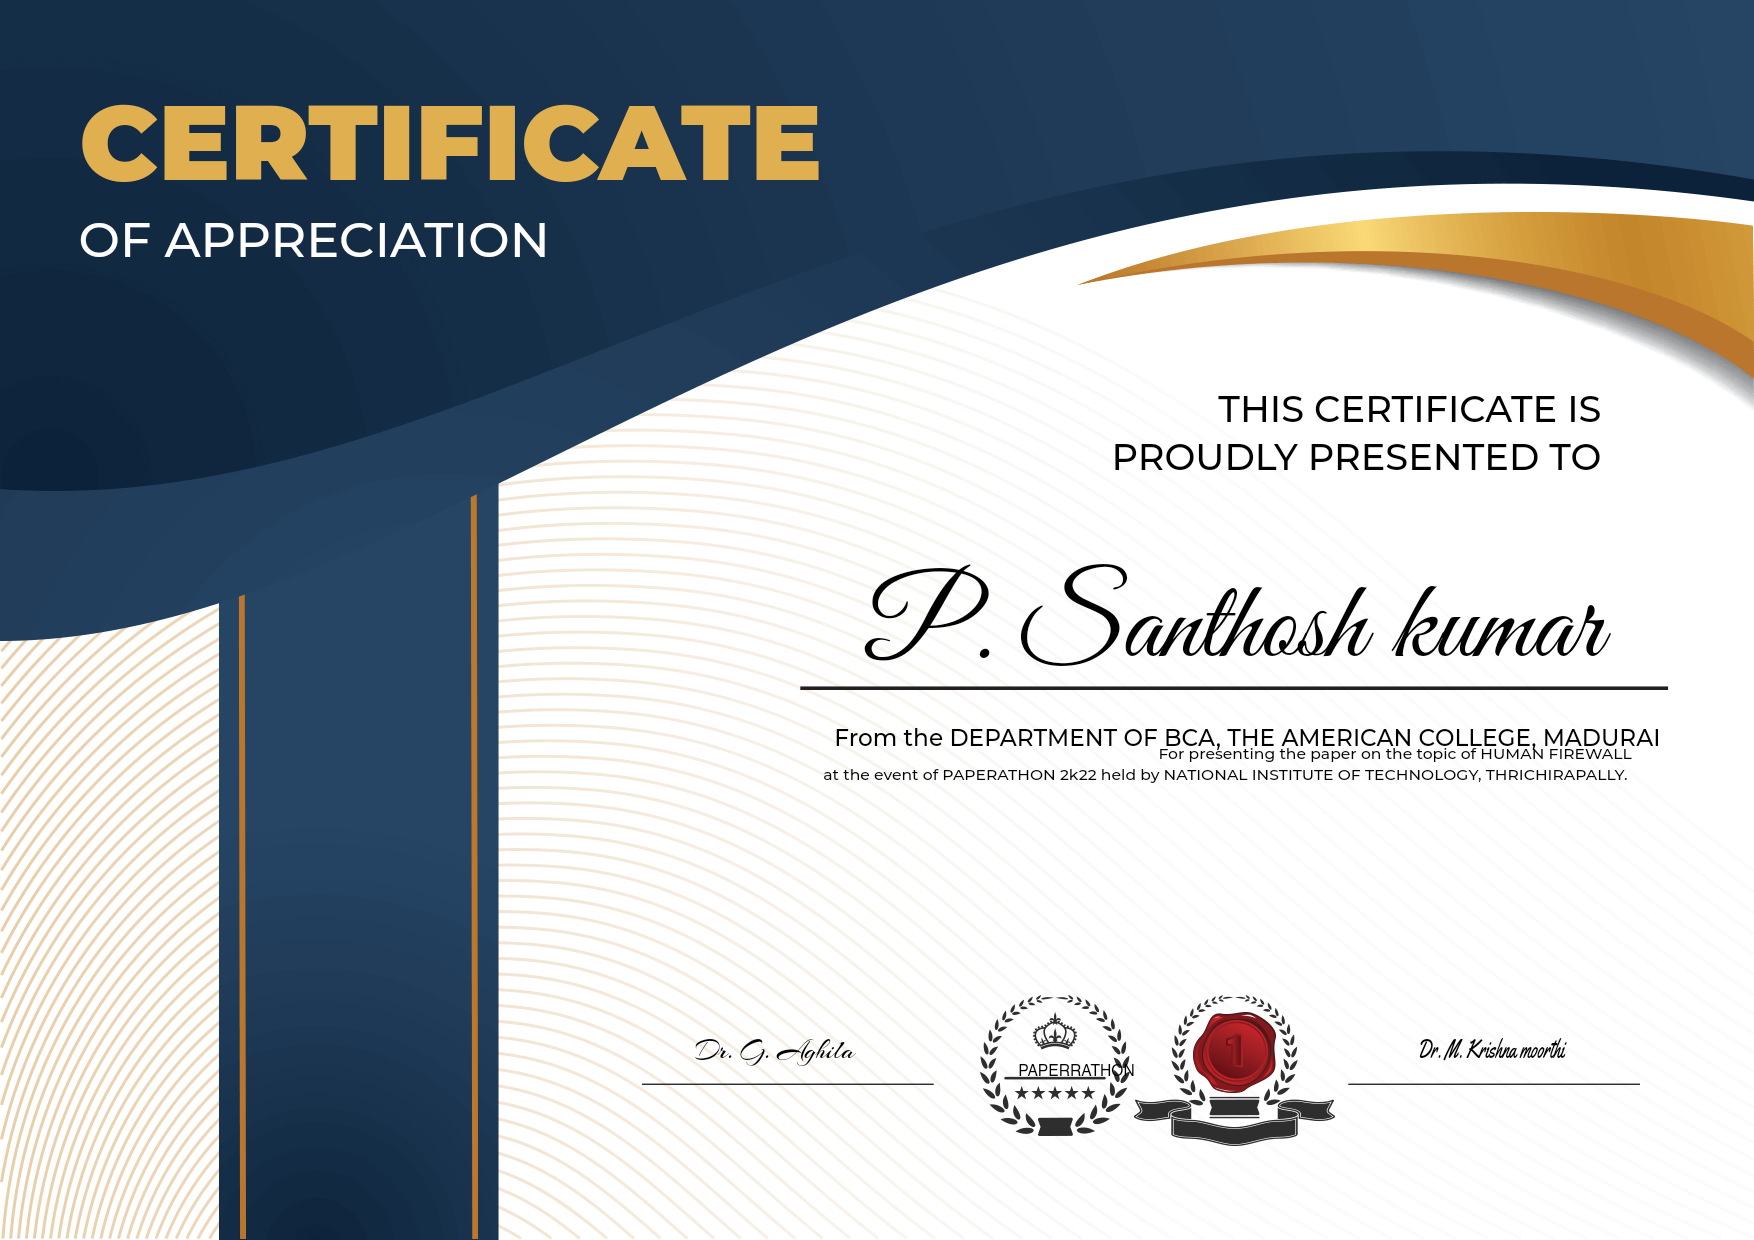 CERTIFICATE
OF APPRECIATION
THIS CERTIFICATE IS
PROUDLY PRESENTED TO
P. Santhosh kumar
From the DEPARTMENT OF BCA, THE AMERICAN COLLEGE, MADURAI
For presenting the paper on the topic of HUMAN FIREWALL
at the event of PAPERATHON 2k22 held by NATIONAL INSTITUTE OF TECHNOLOGY, THRICHIRAPALLY.
Dr. G. Aghila
PAPERRATHON
1
Dr. M. Krishna moorthi